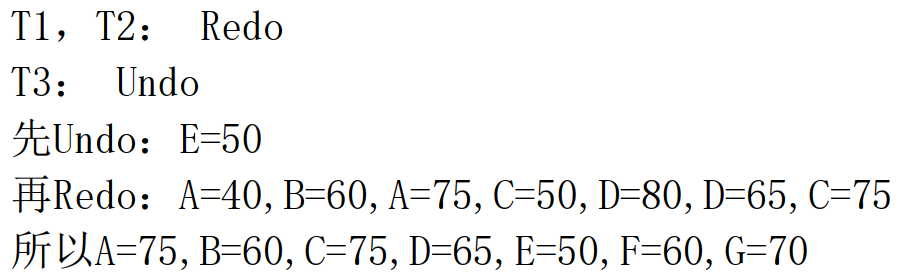 T1，T2： Redo
T3： Undo
先Undo：E=50
再Redo：A=40,B=60,A=75,C=50,D=80,D=65,C=75
所以A=75,B=60,C=75,D=65,E=50,F=60,G=70